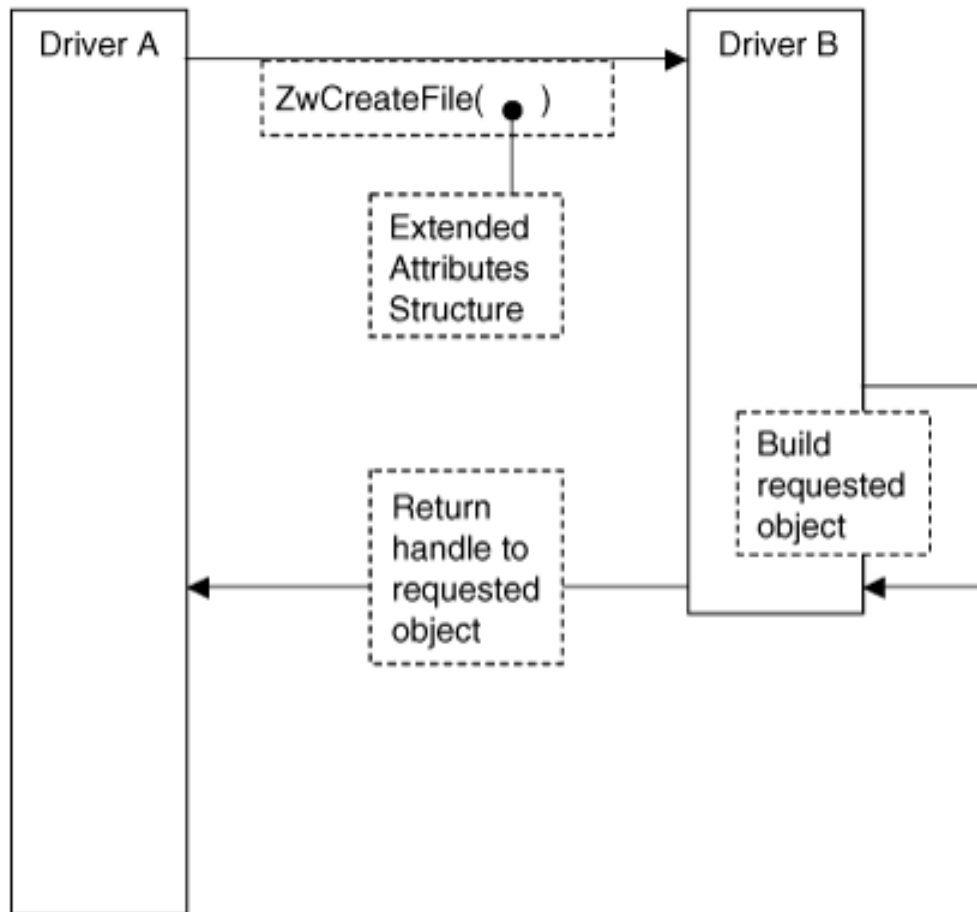 Driver A
Driver B
ZwCreateFile( )
Extended
Attributes
Structure
Build
requested
object
Return
handle to
requested
object